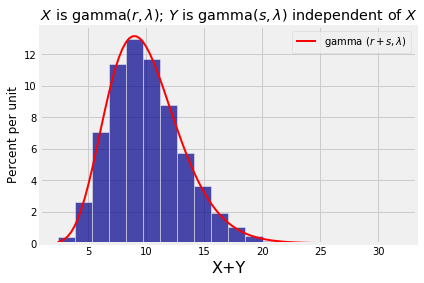 X is gamma(r, λ); Y is gamma(s, λ) independent of X
gamma (r + s, λ)
Percent per unit
12
10
8
6
4
2
0
5 10 15 20 25 30
X+Y